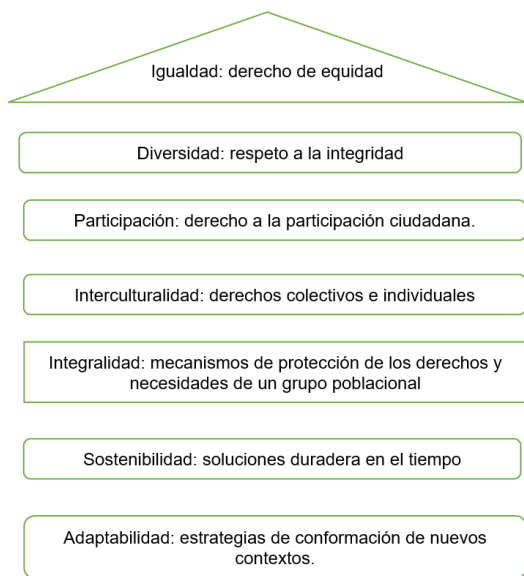 Igualdad: derecho de equidad
Diversidad: respeto a la integridad
Participación: derecho a la participación ciudadana.
Interculturalidad: derechos colectivos e individuales
Integralidad: mecanismos de protección de los derechos y
necesidades de un grupo poblacional
Sostenibilidad: soluciones duradera en el tiempo
Adaptabilidad: estrategias de conformación de nuevos
contextos.